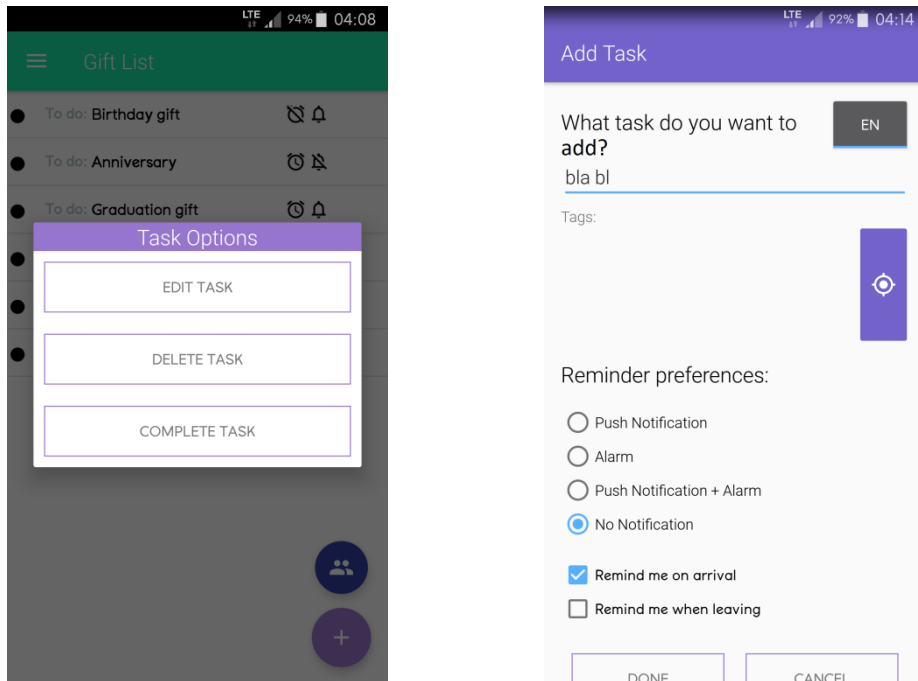 LTE 94% 04:08
Gift List
To do: Birthday gift
To do: Anniversary
To do: Graduation gift
Task Options
EDIT TASK
DELETE TASK
COMPLETE TASK
LTE 92% 04:14
Add Task
What task do you want to
add?
EN
bla bl
Tags:
Reminder preferences:
Push Notification
Alarm
Push Notification + Alarm
No Notification
Remind me on arrival
Remind me when leaving
DONE
CANCEL